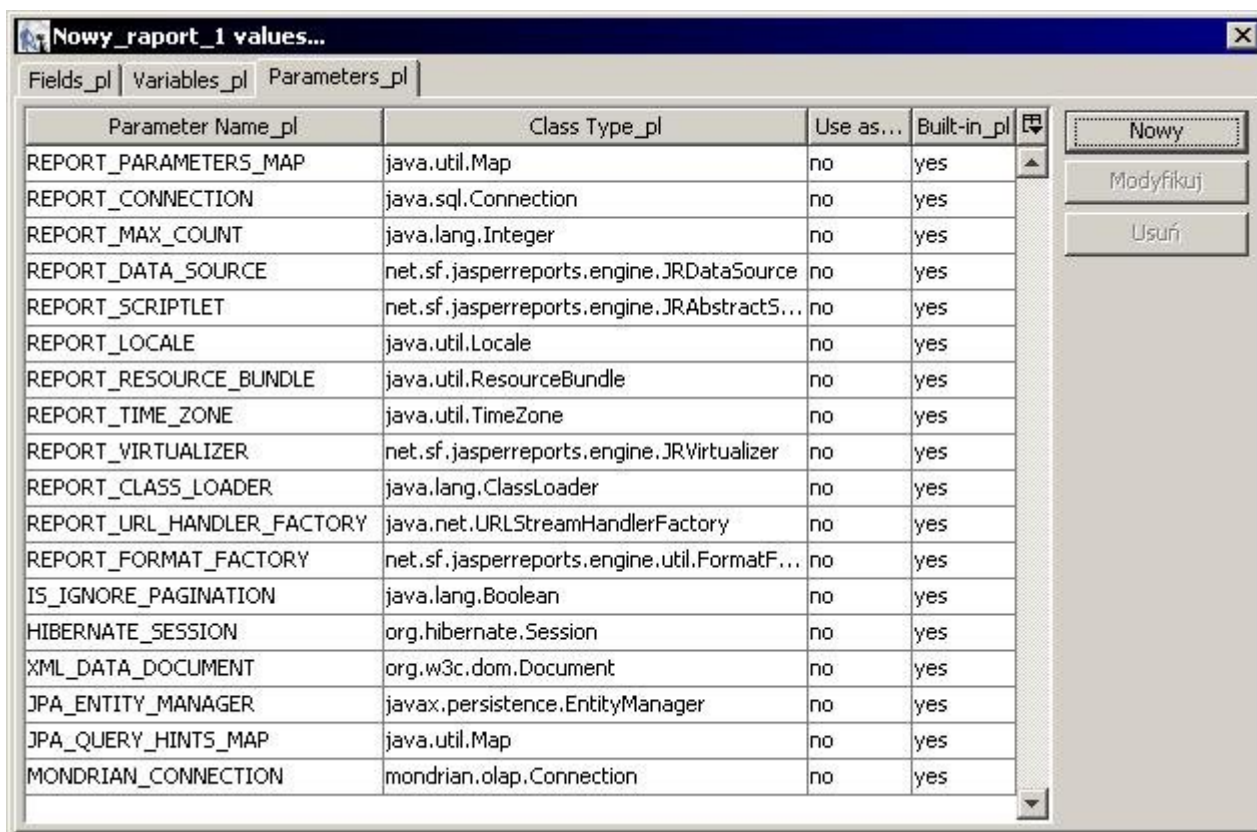 Nowy_raport_1 values...
Fields_pl Variables_pl Parameters_pl
Parameter Name_pl Class Type_pl Use as... Built-in_pl
Nowy
Modyfikuj
Usuń
REPORT_PARAMETERS_MAP java.util.Map no yes
REPORT_CONNECTION java.sql.Connection no yes
REPORT_MAX_COUNT java.lang.Integer no yes
REPORT_DATA_SOURCE net.sf.jasperreports.engine.JRDataSource no yes
REPORT_SCRIPTLET net.sf.jasperreports.engine.JRAbstractS... no yes
REPORT_LOCALE java.util.Locale no yes
REPORT_RESOURCE_BUNDLE java.util.ResourceBundle no yes
REPORT_TIME_ZONE java.util.TimeZone no yes
REPORT_VIRTUALIZER net.sf.jasperreports.engine.JRVirtualizer no yes
REPORT_CLASS_LOADER java.lang.ClassLoader no yes
REPORT_URL_HANDLER_FACTORY java.net.URLStreamHandlerFactory no yes
REPORT_FORMAT_FACTORY net.sf.jasperreports.engine.util.FormatF... no yes
IS_IGNORE_PAGINATION java.lang.Boolean no yes
HIBERNATE_SESSION org.hibernate.Session no yes
XML_DATA_DOCUMENT org.w3c.dom.Document no yes
JPA_ENTITY_MANAGER javax.persistence.EntityManager no yes
JPA_QUERY_HINTS_MAP java.util.Map no yes
MONDRIAN_CONNECTION mondrian.olap.Connection no yes